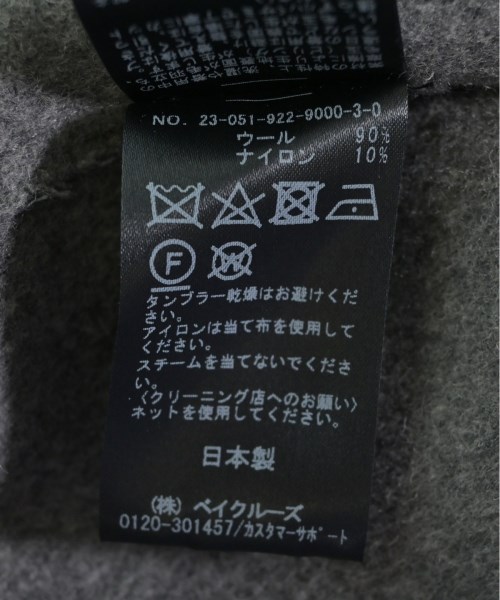 NO. 23-051-922-9000-3-0
ウール 90%
ナイロン 10%
F
W
タンブラー乾燥はお避けくだ
さい。
アイロンは当て布を使用して
ください。
スチームを当てないでくださ
い。
〈クリーニング店へのお願い〉
ネットを使用してください。
日本製
(株) ベイクルーズ
0120-301457/カスタマーサポート